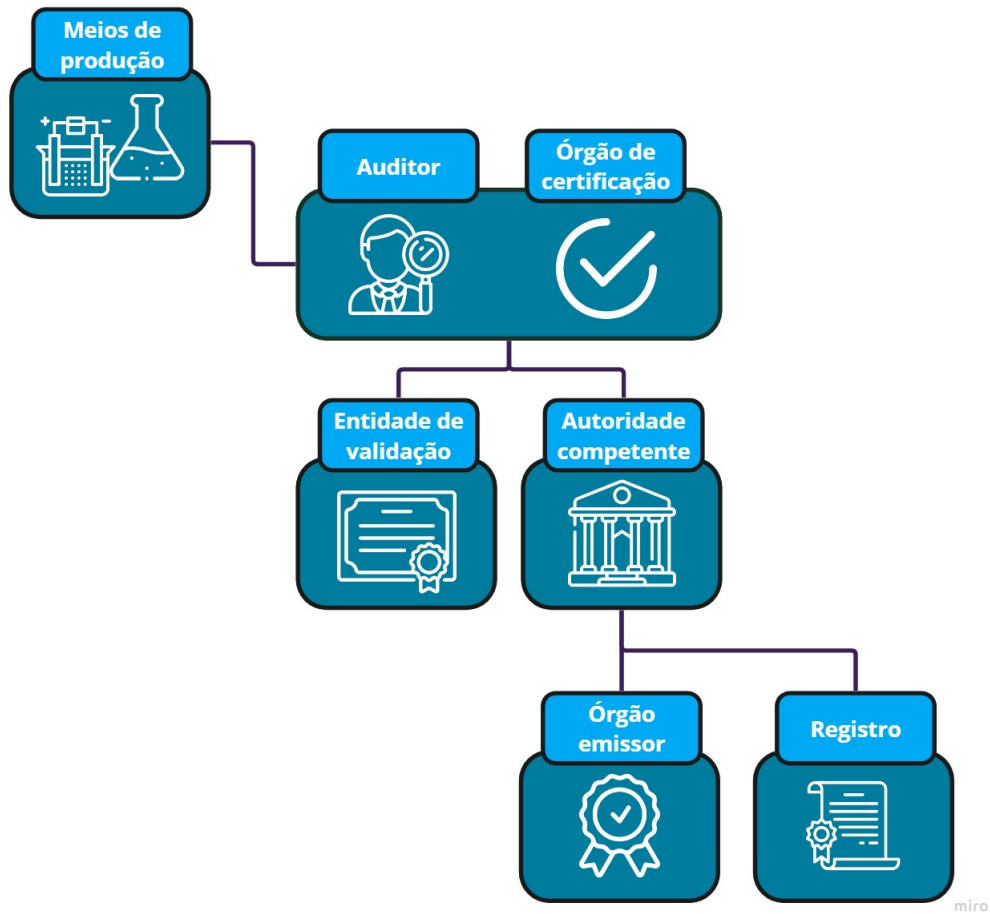 Meios de
produção
Auditor
Órgão de
certificação
Entidade de
validação
Autoridade
competente
Órgão
emissor
Registro
miro